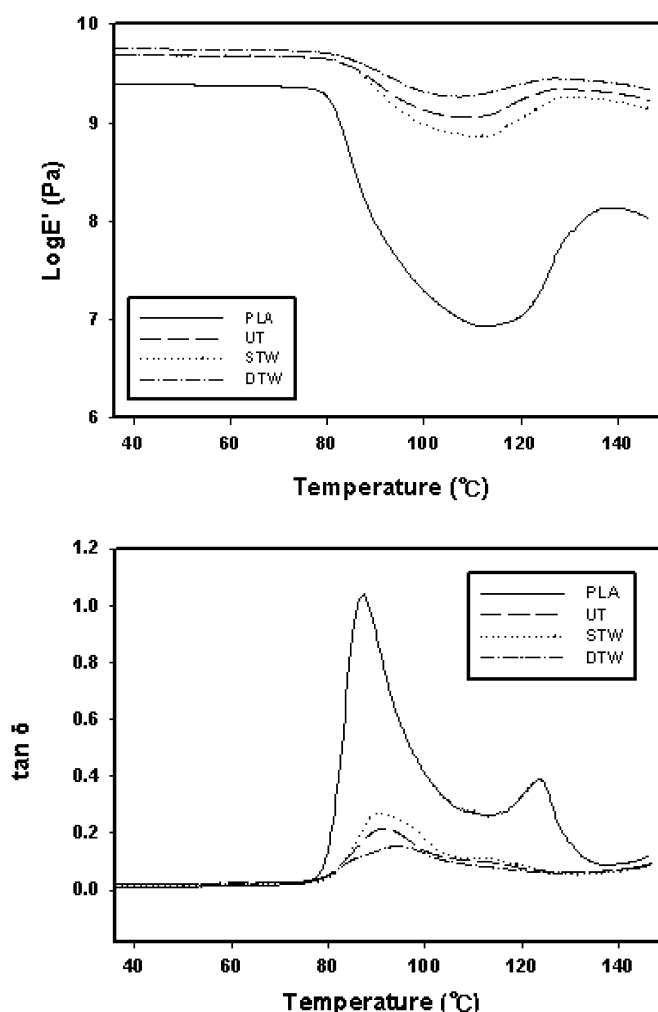 10
9
8
7
6
LogE' (Pa)
PLA
UT
STW
DTW
40 60 80 100 120 140
Temperature (℃)
1.2
1.0
0.8
0.6
0.4
0.2
0.0
tan δ
PLA
UT
STW
DTW
40 60 80 100 120 140
Temperature (℃)